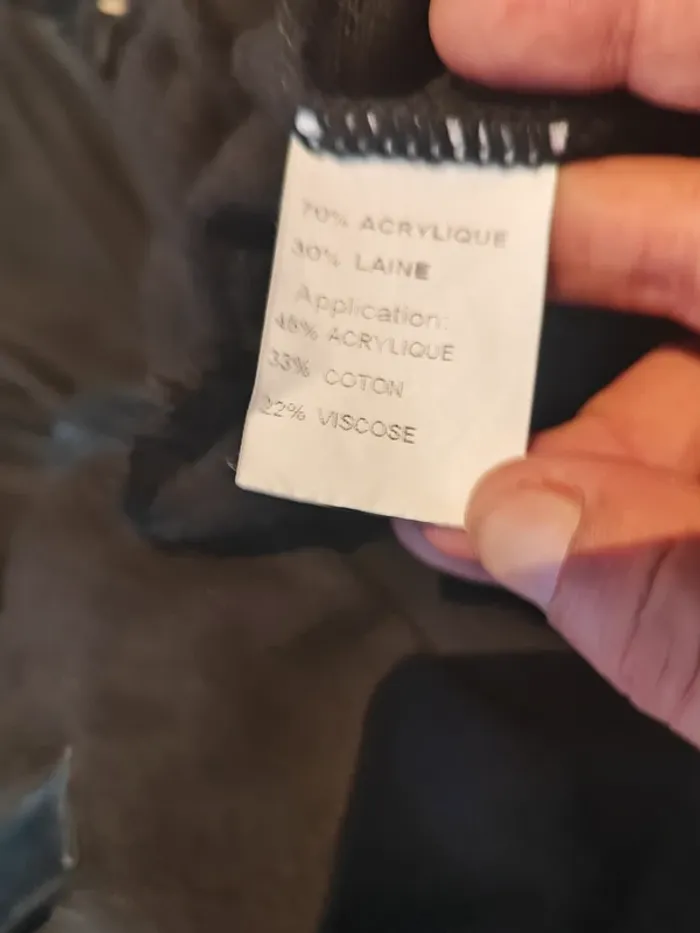 70% ACRYLIQUE
30% LAINE
Application:
45% ACRYLIQUE
33% COTON
22% VISCOSE